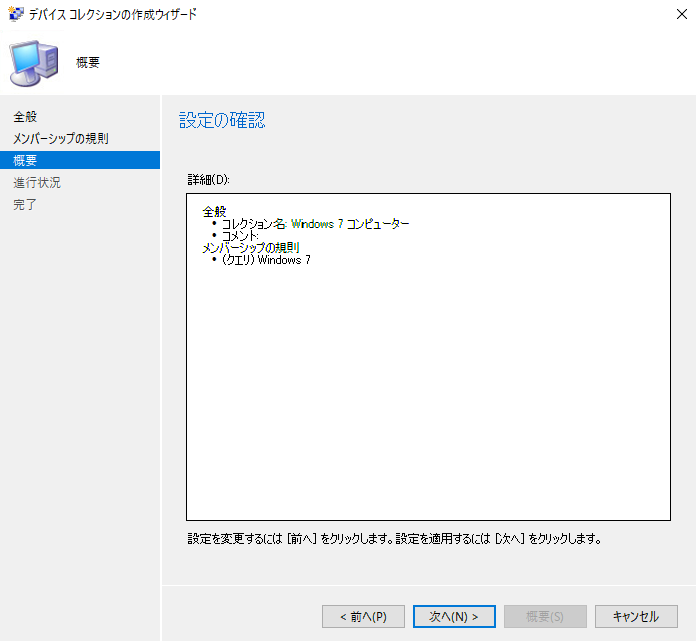 デバイス コレクションの作成ウィザード
概要
全般
メンバーシップの規則
概要
進行状況
完了
設定の確認
詳細(D):
全般
• コレクション名: Windows 7 コンピューター
• コメント:
メンバーシップの規則
• (クエリ) Windows 7
設定を変更するには [前へ] をクリックします。設定を適用するには [次へ] をクリックします。
< 前へ(P)
次へ(N) >
概要(S)
キャンセル